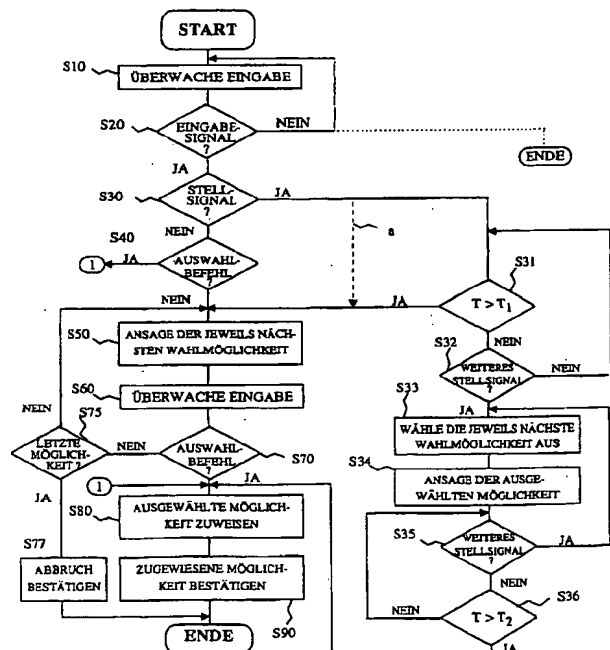 START
S10
ÜBERWACHE EINGABE
S20
EINGABE-
SIGNAL
?
NEIN
ENDE
JA
S30
STELL-
SIGNAL
?
JA
a
NEIN
S40
1
JA
AUSWAHL-
BEFEHL
?
NEIN
S31
T > T1
JA
NEIN
S32
WEITERES
STELLSIGNAL
?
NEIN
JA
S33
WÄHLE DIE JEWEILS NÄCHSTE
WAHLMÖGLICHKEIT AUS
S34
ANSAGE DER AUSGE-
WÄHLTEN MÖGLICHKEIT
S35
WEITERES
STELLSIGNAL
?
JA
NEIN
S36
T > T2
NEIN
JA
S50
ANSAGE DER JEWEILS NÄCH-
STEN WAHLMÖGLICHKEIT
S60
ÜBERWACHE EINGABE
NEIN
S75
LETZTE
MÖGLICH-
KEIT ?
NEIN
AUSWAHL-
BEFEHL
?
S70
JA
1
JA
S80
AUSGEWÄHLTE MÖGLICH-
KEIT ZUWEISEN
S77
ABBRUCH
BESTÄTIGEN
ZUGEWIESENE MÖGLICH-
KEIT BESTÄTIGEN
S90
ENDE